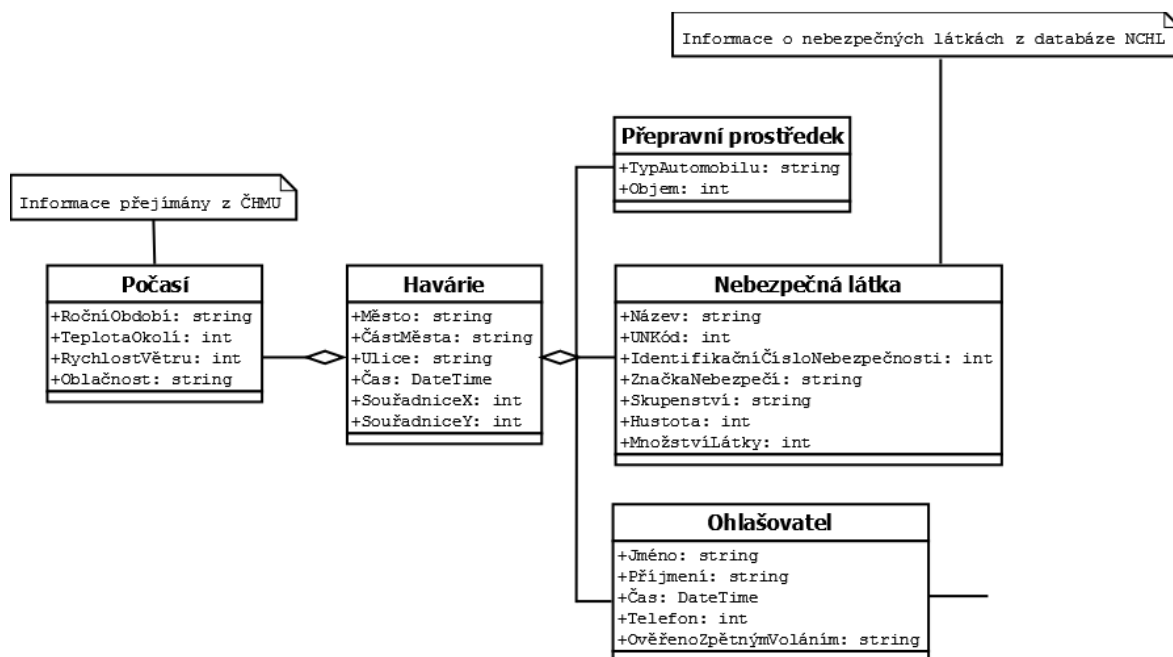 Informace o nebezpečných látkách z databáze NCHL
Přepravní prostředek
+TypAutomobilu: string
+Objem: int
Informace přejímány z ČHMU
Počasí
+RočníObdobí: string
+TeplotaOkolí: int
+RychlostVětru: int
+Oblačnost: string
Havárie
+Město: string
+ČástMěsta: string
+Ulice: string
+Čas: DateTime
+SouřadniceX: int
+SouřadniceY: int
Nebezpečná látka
+Název: string
+UNKód: int
+IdentifikačníČísloNebezpečnosti: int
+ZnačkaNebezpečí: string
+Skupenství: string
+Hustota: int
+MnožstvíLátky: int
Ohlašovatel
+Jméno: string
+Příjmení: string
+Čas: DateTime
+Telefon: int
+OvěřenoZpětnýmVoláním: string